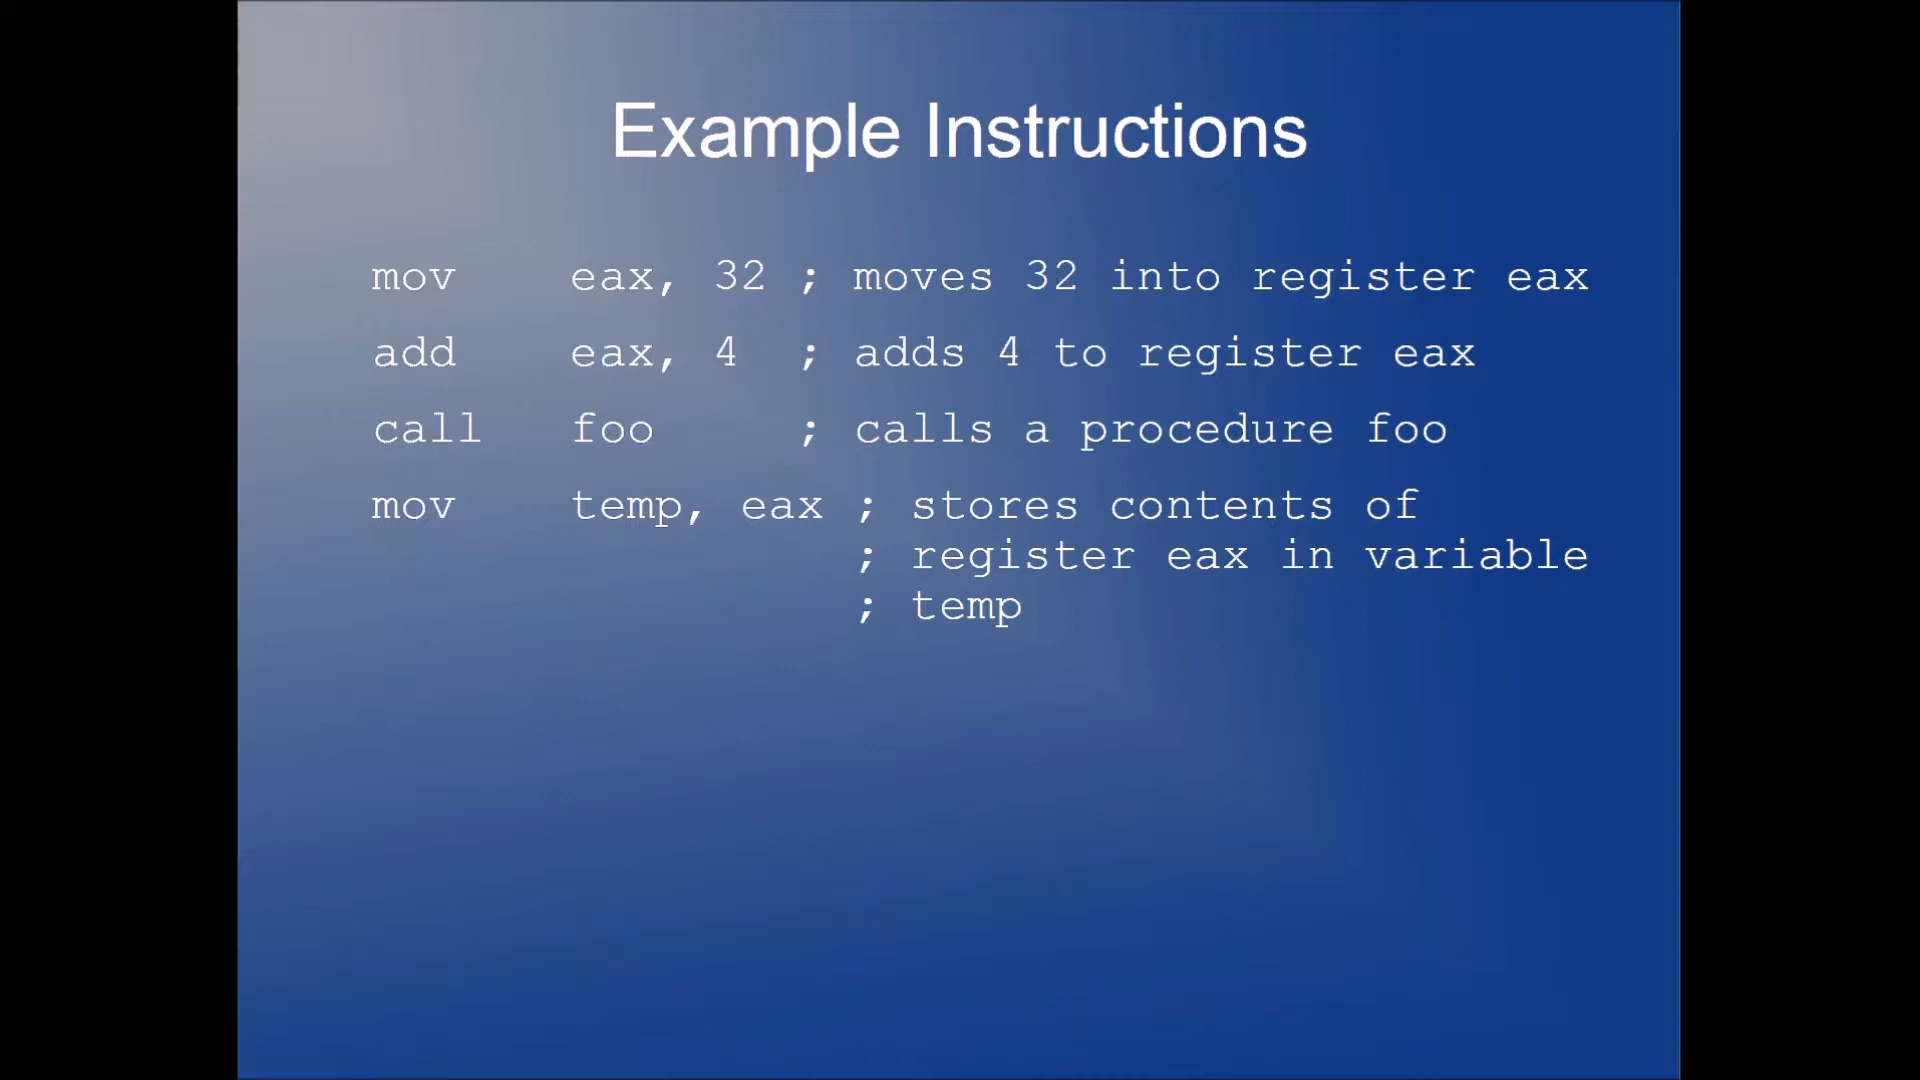 Example Instructions
mov eax, 32 ; moves 32 into register eax
add eax, 4 ; adds 4 to register eax
call foo ; calls a procedure foo
mov temp, eax ; stores contents of
; register eax in variable
; temp